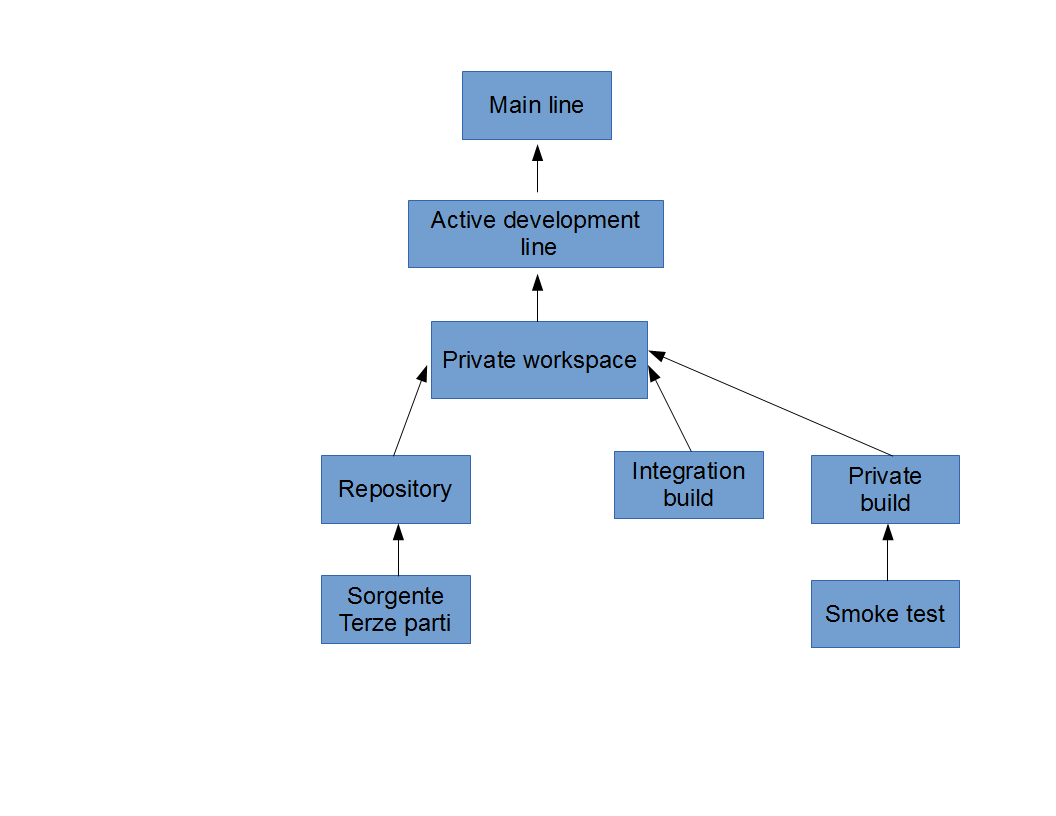 Main line
Active development
line
Private workspace
Repository
Integration
build
Private
build
Sorgente
Terze parti
Smoke test